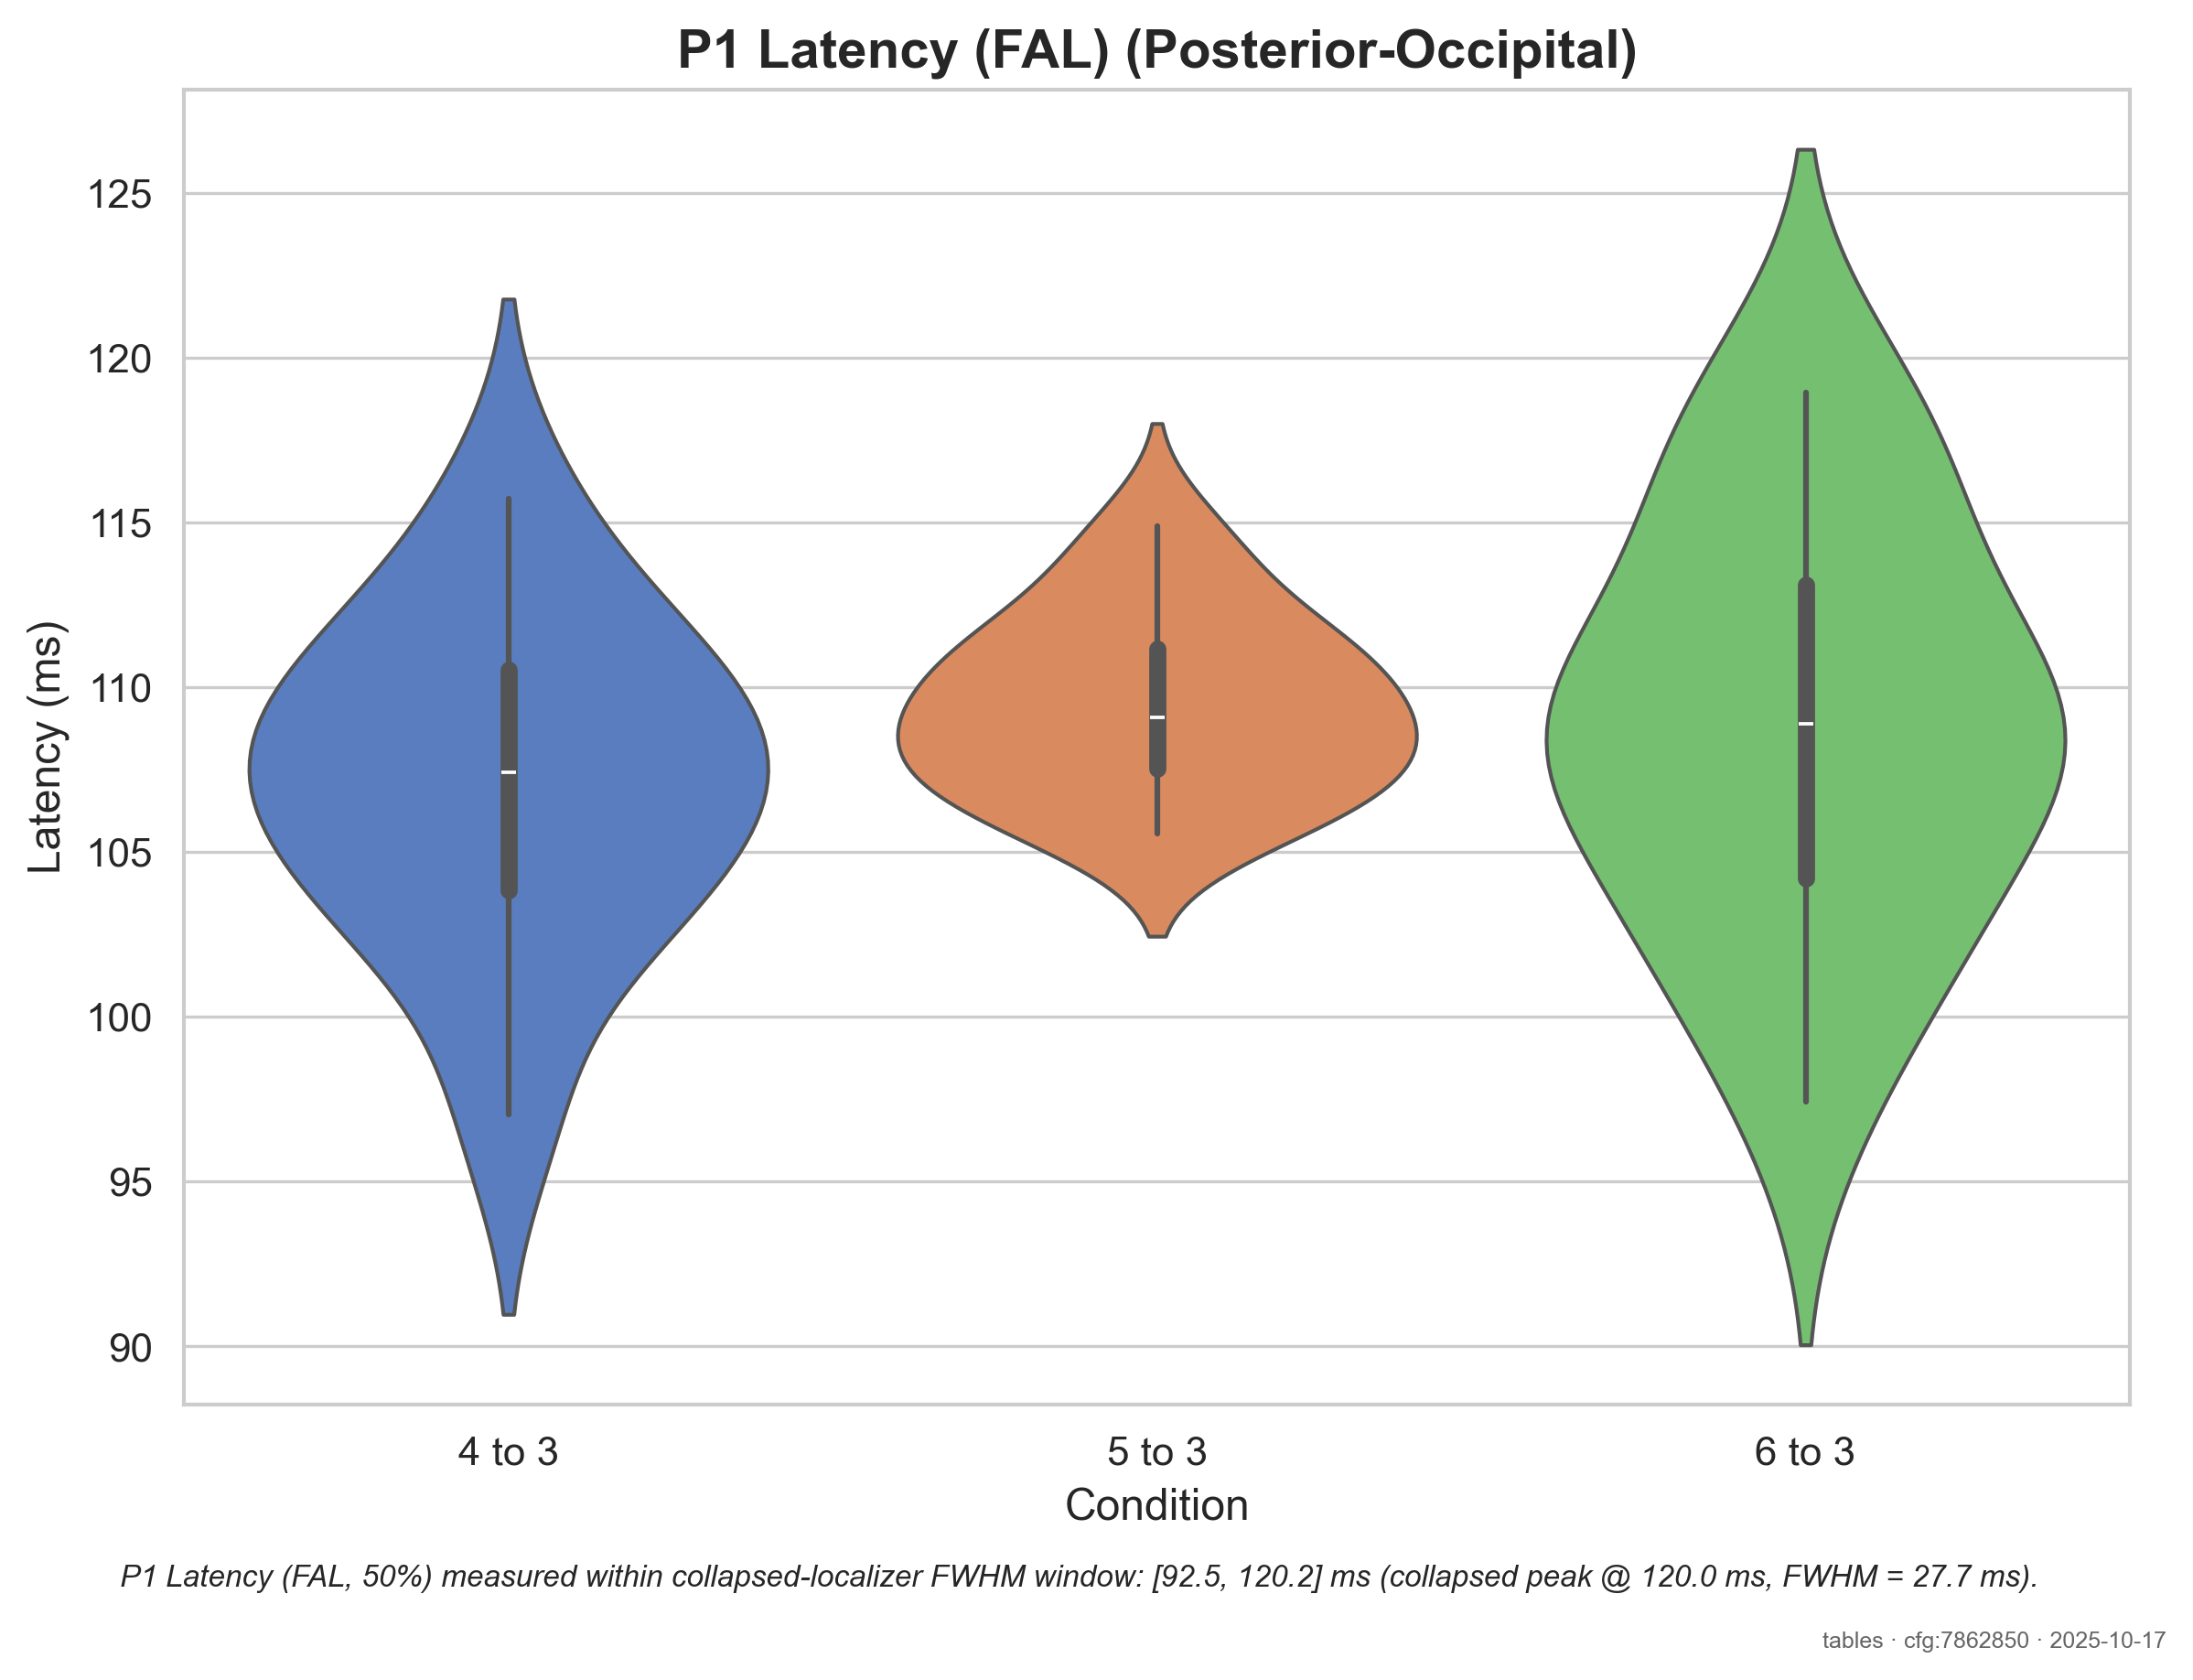 P1 Latency (FAL) (Posterior-Occipital)
Latency (ms)
125
120
115
110
105
100
95
90
4 to 3
5 to 3
6 to 3
Condition
P1 Latency (FAL, 50%) measured within collapsed-localizer FWHM window: [92.5, 120.2] ms (collapsed peak @ 120.0 ms, FWHM = 27.7 ms).
tables · cfg:7862850 · 2025-10-17